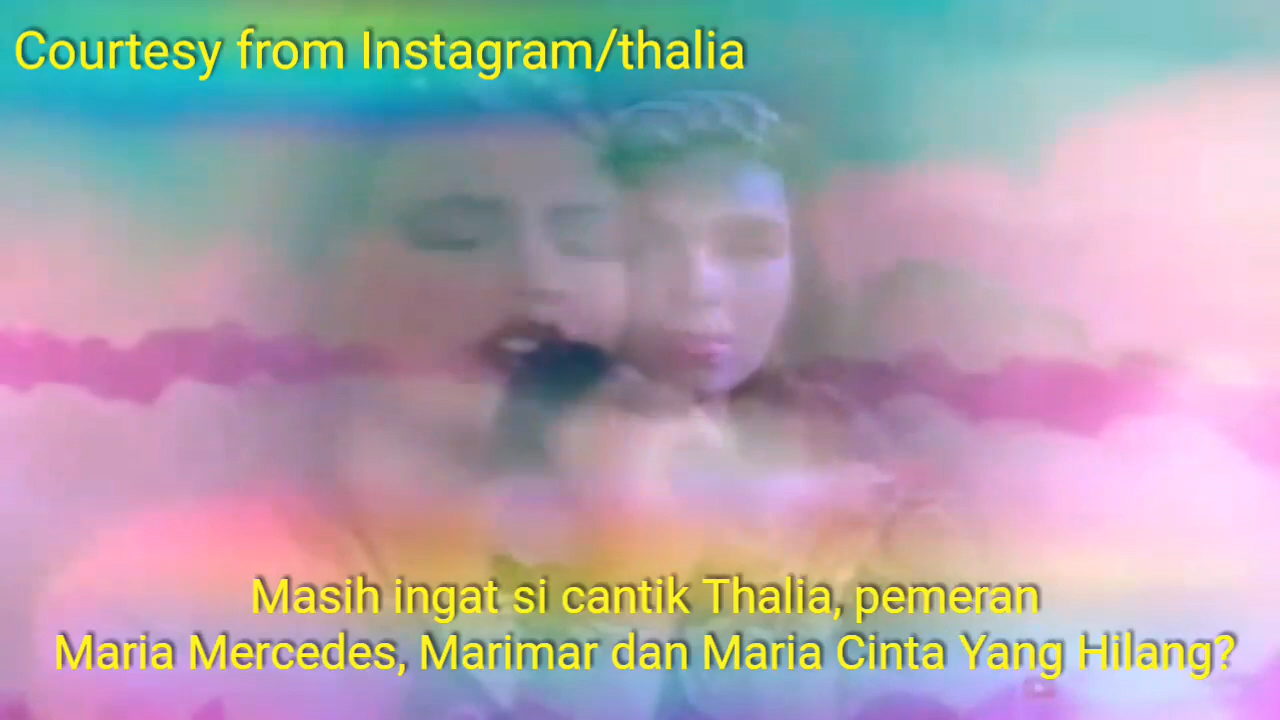 Courtesy from Instagram/thalia
Masih ingat si cantik Thalia, pemeran
Maria Mercedes, Marimar dan Maria Cinta Yang Hilang?